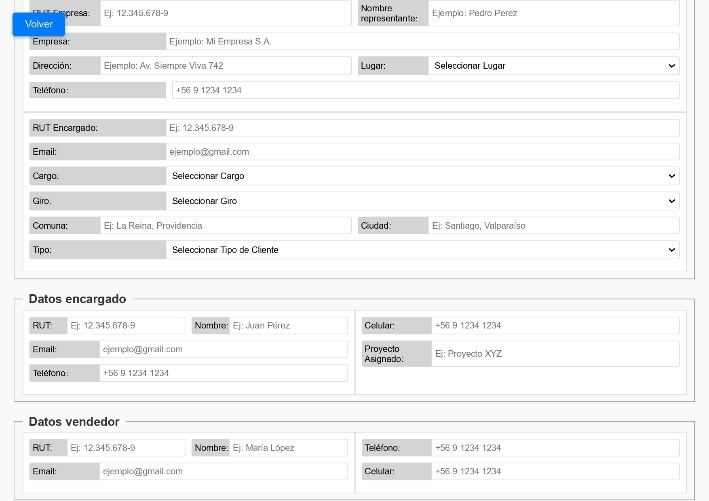 RUT Empresa: Ej: 12.345.678-9 Nombre representante: Ejemplo: Pedro Perez
Volver
Empresa: Ejemplo: Mi Empresa S.A.
Dirección: Ejemplo: Av. Siempre Viva 742 Lugar: Seleccionar Lugar
Teléfono: +56 9 1234 1234
RUT Encargado: Ej: 12.345.678-9
Email: ejemplo@gmail.com
Cargo: Seleccionar Cargo
Giro: Seleccionar Giro
Comuna: Ej: La Reina, Providencia Ciudad: Ej: Santiago, Valparaíso
Tipo: Seleccionar Tipo de Cliente
Datos encargado
RUT: Ej: 12.345.678-9 Nombre: Ej: Juan Pérez Celular: +56 9 1234 1234
Email: ejemplo@gmail.com Proyecto Asignado: Ej: Proyecto XYZ
Teléfono: +56 9 1234 1234
Datos vendedor
RUT: Ej: 12.345.678-9 Nombre: Ej: María López Teléfono: +56 9 1234 1234
Email: ejemplo@gmail.com Celular: +56 9 1234 1234